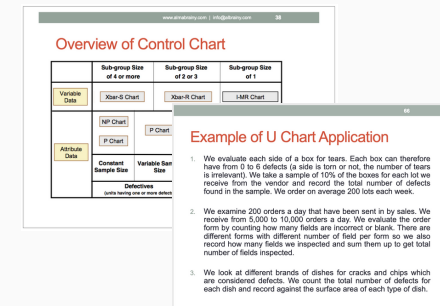 www.aimabrainy.com | info@aibrainy.com 38
Overview of Control Chart
Sub-group Size of 4 or more
Sub-group Size of 2 or 3
Sub-group Size of 1
Variable Data
Xbar-S Chart
Xbar-R Chart
I-MR Chart
Attribute Data
NP Chart
P Chart
P Chart
Constant Sample Size
Variable Sam
Size
Defectives
(units having one or more defect
66
Example of U Chart Application
1. We evaluate each side of a box for tears. Each box can therefore
have from 0 to 6 defects (a side is torn or not, the number of tears
is irrelevant). We take a sample of 10% of the boxes for each lot we
receive from the vendor and record the total number of defects
found in the sample. We order on average 200 lots each week.
2. We examine 200 orders a day that have been sent in by sales. We
receive from 5,000 to 10,000 orders a day. We evaluate the order
form by counting how many fields are incorrect or blank. There are
different forms with different number of field per form so we also
record how many fields we inspected and sum them up to get total
number of fields inspected.
3. We look at different brands of dishes for cracks and chips which
are considered defects. We count the total number of defects for
each dish and record against the surface area of each type of dish.